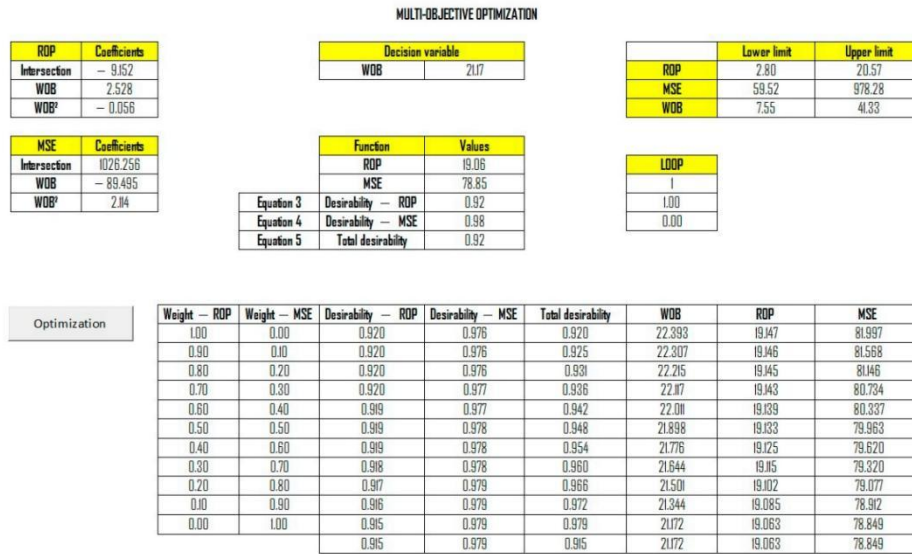 MULTI-OBJECTIVE OPTIMIZATION
ROP Coefficients
Intersection — 9.152
WOB 2.528
WOB² — 0.056
Decision variable
WOB 21.17
Lower limit Upper limit
ROP 2.80 20.57
MSE 59.52 978.28
WOB 7.55 41.33
MSE Coefficients
Intersection 1026.256
WOB — 89.495
WOB² 2.114
Function Values
ROP 19.06
MSE 78.85
Equation 3 Desirability — ROP 0.92
Equation 4 Desirability — MSE 0.98
Equation 5 Total desirability 0.92
LOOP
1
1.00
0.00
Optimization
Weight — ROP Weight — MSE Desirability — ROP Desirability — MSE Total desirability WOB ROP MSE
1.00 0.00 0.920 0.976 0.920 22.393 19.147 81.997
0.90 0.10 0.920 0.976 0.925 22.307 19.146 81.568
0.80 0.20 0.920 0.976 0.931 22.215 19.145 81.146
0.70 0.30 0.920 0.977 0.936 22.117 19.143 80.734
0.60 0.40 0.919 0.977 0.942 22.011 19.139 80.337
0.50 0.50 0.919 0.978 0.948 21.898 19.133 79.963
0.40 0.60 0.919 0.978 0.954 21.776 19.125 79.620
0.30 0.70 0.918 0.978 0.960 21.644 19.115 79.320
0.20 0.80 0.917 0.979 0.966 21.501 19.102 79.077
0.10 0.90 0.916 0.979 0.972 21.344 19.085 78.912
0.00 1.00 0.915 0.979 0.979 21.172 19.063 78.849
0.915 0.979 0.915 21.172 19.063 78.849